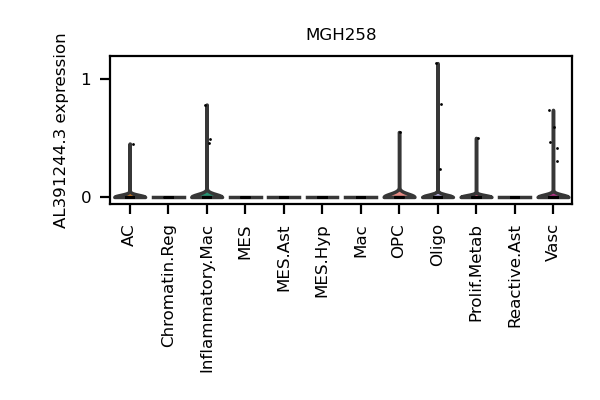 MGH258
AL391244.3 expression
1
0
AC
Chromatin.Reg
Inflammatory.Mac
MES
MES.Ast
MES.Hyp
Mac
OPC
Oligo
Prolif.Metab
Reactive.Ast
Vasc